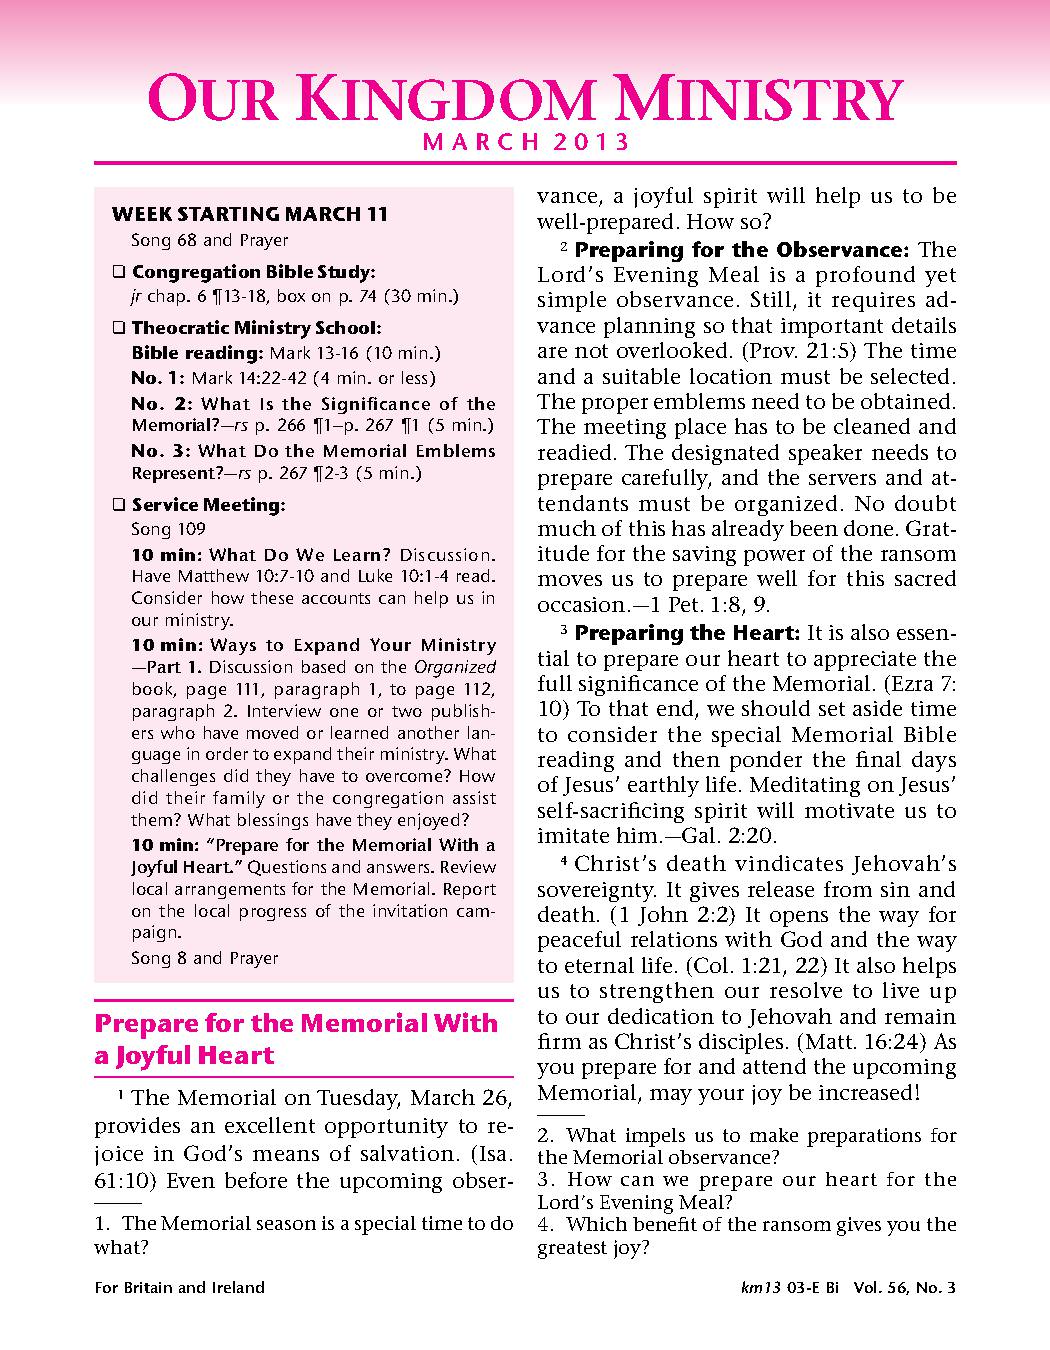 OUR KINGDOM MINISTRY
MARCH 2013
WEEK STARTING MARCH 11
Song 68 and Prayer
❑ Congregation Bible Study:
jr chap. 6 ¶13-18, box on p. 74 (30 min.)
❑ Theocratic Ministry School:
Bible reading: Mark 13-16 (10 min.)
No. 1: Mark 14:22-42 (4 min. or less)
No. 2: What Is the Significance of the
Memorial?—rs p. 266 ¶1–p. 267 ¶1 (5 min.)
No. 3: What Do the Memorial Emblems
Represent?—rs p. 267 ¶2-3 (5 min.)
❑ Service Meeting:
Song 109
10 min: What Do We Learn? Discussion.
Have Matthew 10:7-10 and Luke 10:1-4 read.
Consider how these accounts can help us in
our ministry.
10 min: Ways to Expand Your Ministry
—Part 1. Discussion based on the Organized
book, page 111, paragraph 1, to page 112,
paragraph 2. Interview one or two publish-
ers who have moved or learned another lan-
guage in order to expand their ministry. What
challenges did they have to overcome? How
did their family or the congregation assist
them? What blessings have they enjoyed?
10 min: “Prepare for the Memorial With a
Joyful Heart.” Questions and answers. Review
local arrangements for the Memorial. Report
on the local progress of the invitation cam-
paign.
Song 8 and Prayer
Prepare for the Memorial With
a Joyful Heart
1 The Memorial on Tuesday, March 26,
provides an excellent opportunity to re-
joice in God’s means of salvation. (Isa.
61:10) Even before the upcoming obser-
1. The Memorial season is a special time to do
what?
vance, a joyful spirit will help us to be
well-prepared. How so?
2 Preparing for the Observance: The
Lord’s Evening Meal is a profound yet
simple observance. Still, it requires ad-
vance planning so that important details
are not overlooked. (Prov. 21:5) The time
and a suitable location must be selected.
The proper emblems need to be obtained.
The meeting place has to be cleaned and
readied. The designated speaker needs to
prepare carefully, and the servers and at-
tendants must be organized. No doubt
much of this has already been done. Grat-
itude for the saving power of the ransom
moves us to prepare well for this sacred
occasion.—1 Pet. 1:8, 9.
3 Preparing the Heart: It is also essen-
tial to prepare our heart to appreciate the
full significance of the Memorial. (Ezra 7:
10) To that end, we should set aside time
to consider the special Memorial Bible
reading and then ponder the final days
of Jesus’ earthly life. Meditating on Jesus’
self-sacrificing spirit will motivate us to
imitate him.—Gal. 2:20.
4 Christ’s death vindicates Jehovah’s
sovereignty. It gives release from sin and
death. (1 John 2:2) It opens the way for
peaceful relations with God and the way
to eternal life. (Col. 1:21, 22) It also helps
us to strengthen our resolve to live up
to our dedication to Jehovah and remain
firm as Christ’s disciples. (Matt. 16:24) As
you prepare for and attend the upcoming
Memorial, may your joy be increased!
2. What impels us to make preparations for
the Memorial observance?
3. How can we prepare our heart for the
Lord’s Evening Meal?
4. Which benefit of the ransom gives you the
greatest joy?
For Britain and Ireland
km13 03-E Bi Vol. 56, No. 3